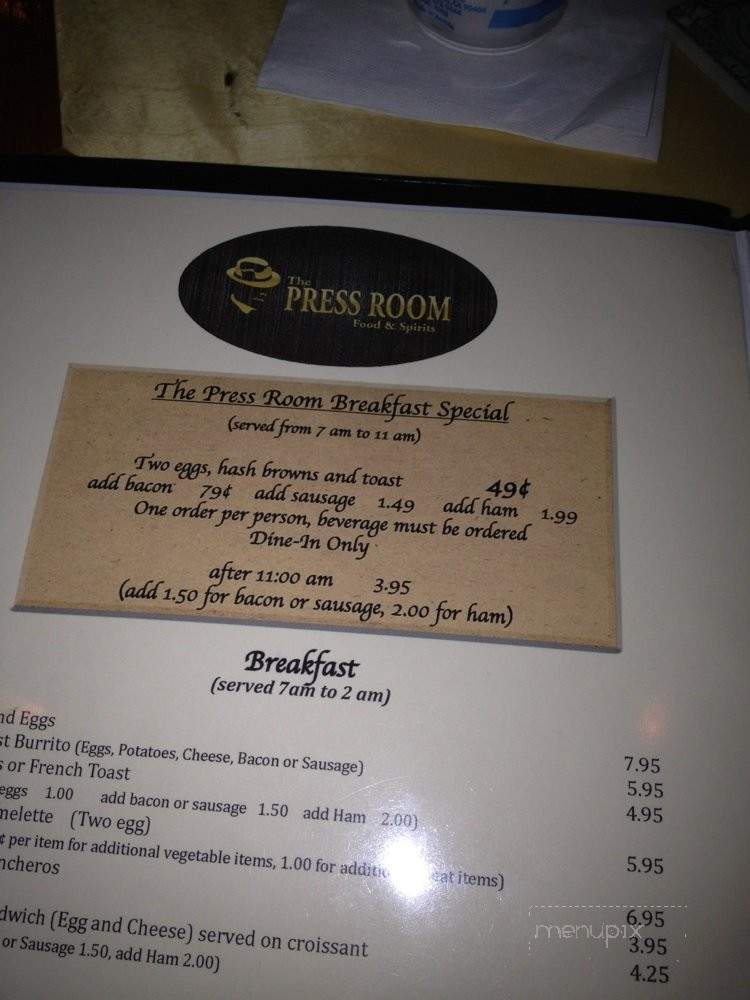 The
PRESS ROOM
Food & Spirits
The Press Room Breakfast Special
(served from 7 am to 11 am)
Two eggs, hash browns and toast 49¢
add bacon 79¢ add sausage 1.49 add ham 1.99
One order per person, beverage must be ordered
Dine-In Only
after 11:00 am 3.95
(add 1.50 for bacon or sausage, 2.00 for ham)
Breakfast
(served 7am to 2 am)
nd Eggs 7.95
st Burrito (Eggs, Potatoes, Cheese, Bacon or Sausage) 5.95
s or French Toast 4.95
eggs 1.00 add bacon or sausage 1.50 add Ham 2.00)
melette (Two egg) 5.95
¢ per item for additional vegetable items, 1.00 for additi eat items)
ncheros 6.95
3.95
dwich (Egg and Cheese) served on croissant 4.25
or Sausage 1.50, add Ham 2.00)
menupix